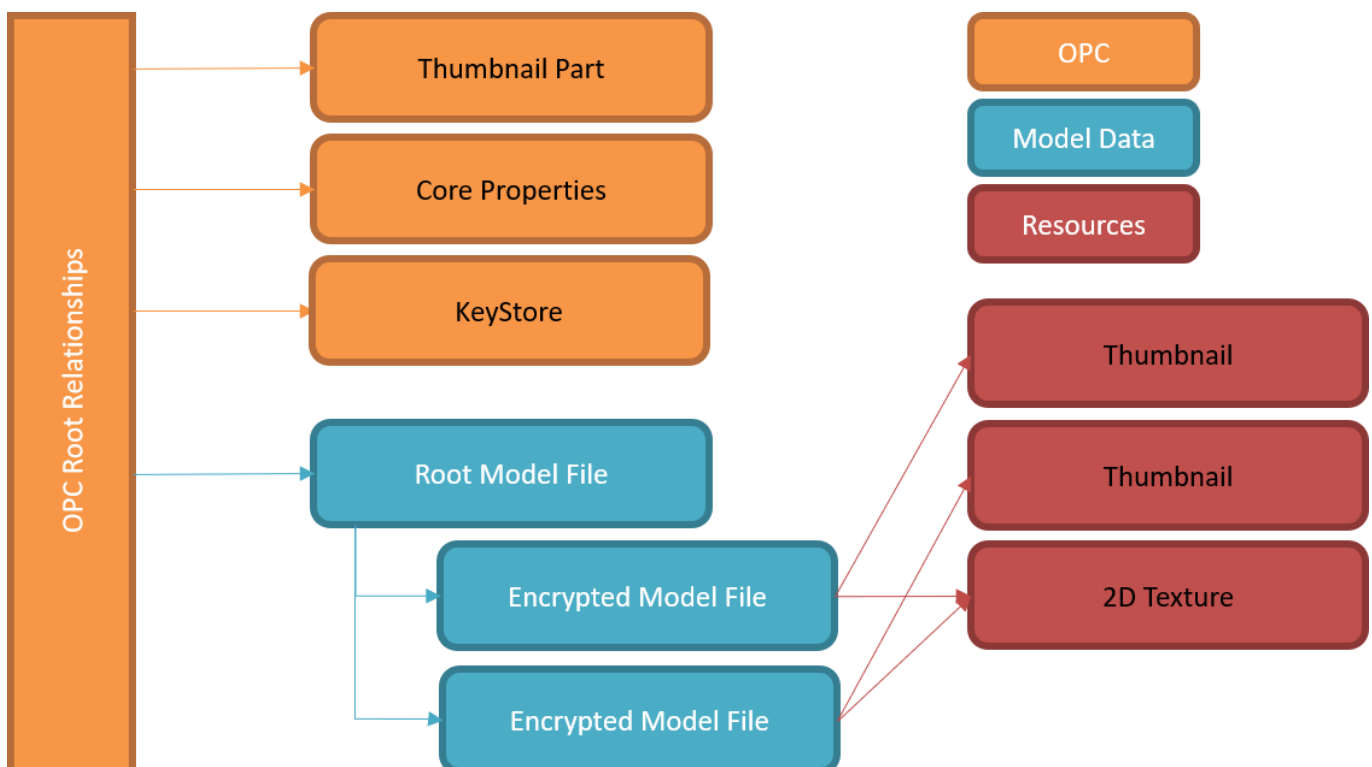 OPC Root Relationships
Thumbnail Part
Core Properties
KeyStore
Root Model File
Encrypted Model File
Encrypted Model File
OPC
Model Data
Resources
Thumbnail
Thumbnail
2D Texture